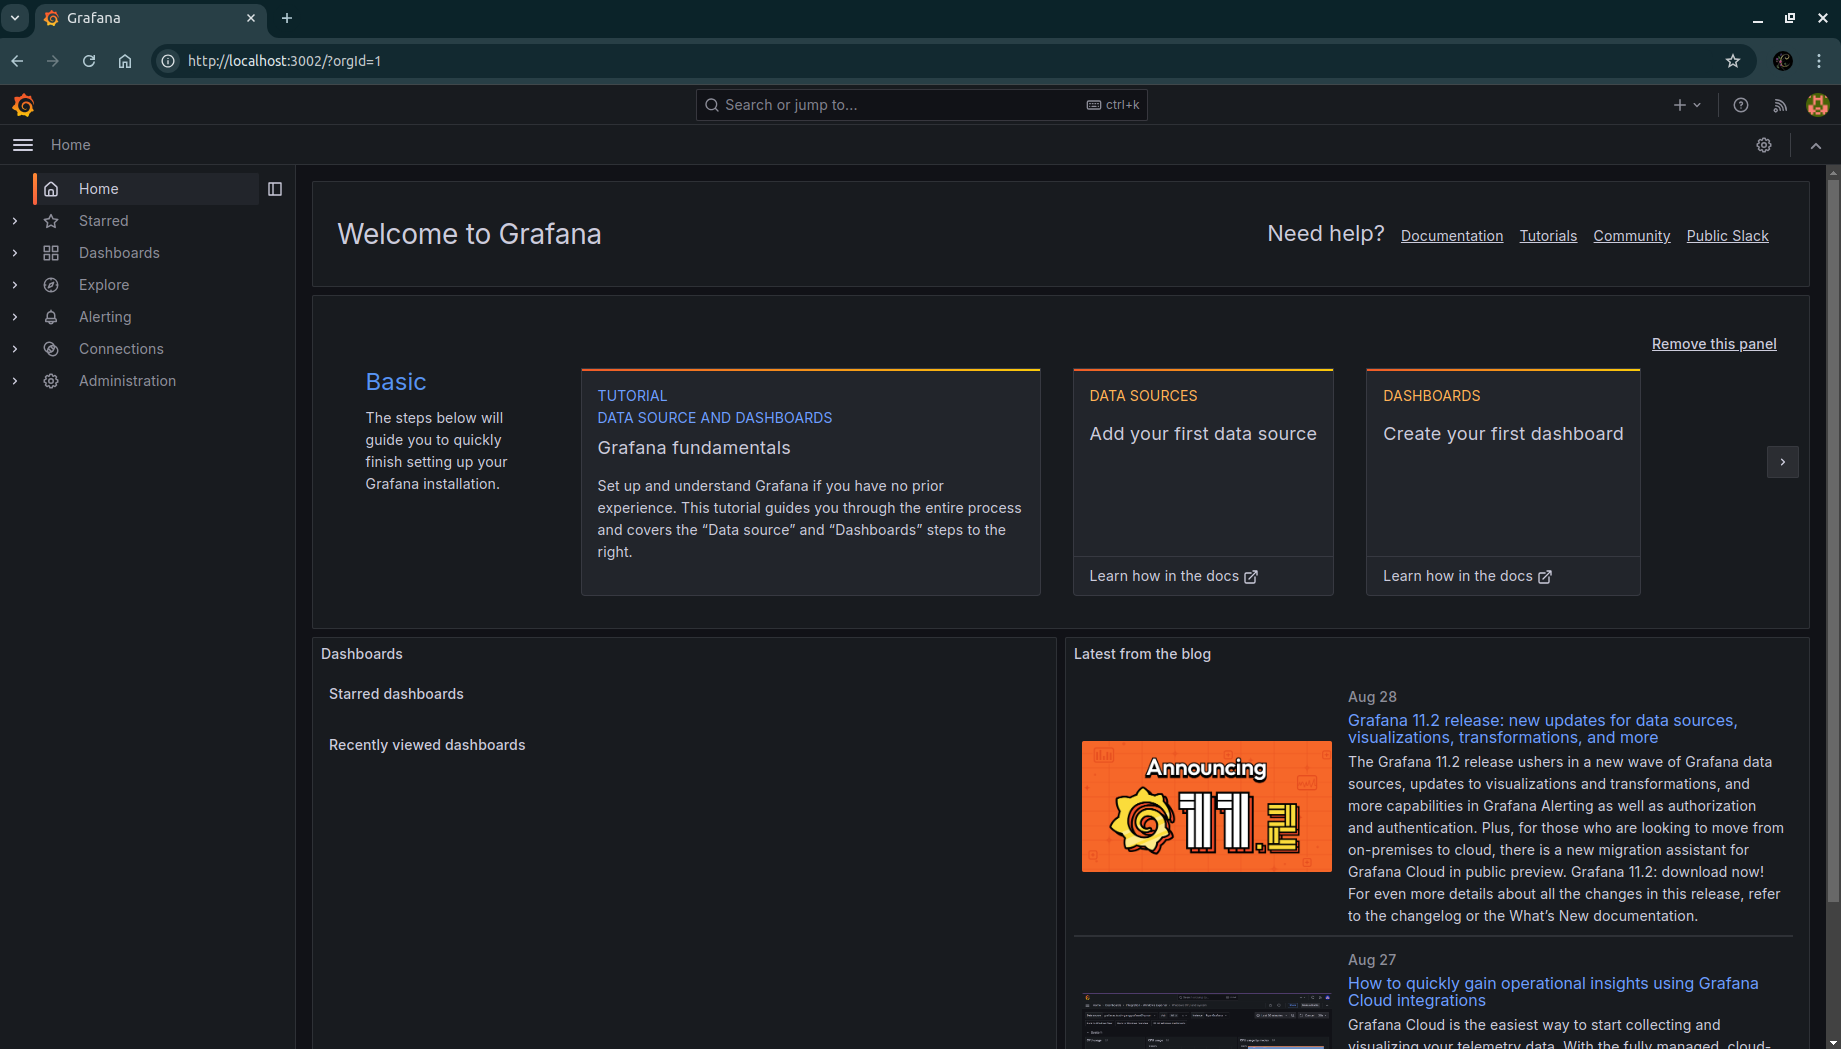 Grafana
http://localhost:3002/?orgId=1
Search or jump to...
ctrl+k
Home
Home
Starred
Dashboards
Explore
Alerting
Connections
Administration
Welcome to Grafana
Need help? Documentation Tutorials Community Public Slack
Remove this panel
Basic
The steps below will
guide you to quickly
finish setting up your
Grafana installation.
TUTORIAL
DATA SOURCE AND DASHBOARDS
Grafana fundamentals
Set up and understand Grafana if you have no prior
experience. This tutorial guides you through the entire process
and covers the “Data source” and “Dashboards” steps to the
right.
DATA SOURCES
Add your first data source
Learn how in the docs
DASHBOARDS
Create your first dashboard
Learn how in the docs
Dashboards
Starred dashboards
Recently viewed dashboards
Latest from the blog
Announcing
11.2
Aug 28
Grafana 11.2 release: new updates for data sources,
visualizations, transformations, and more
The Grafana 11.2 release ushers in a new wave of Grafana data
sources, updates to visualizations and transformations, and
more capabilities in Grafana Alerting as well as authorization
and authentication. Plus, for those who are looking to move from
on-premises to cloud, there is a new migration assistant for
Grafana Cloud in public preview. Grafana 11.2: download now!
For even more details about all the changes in this release, refer
to the changelog or the What’s New documentation.
Aug 27
How to quickly gain operational insights using Grafana
Cloud integrations
Grafana Cloud is the easiest way to start collecting and
visualizing your telemetry data. With the fully managed, cloud-